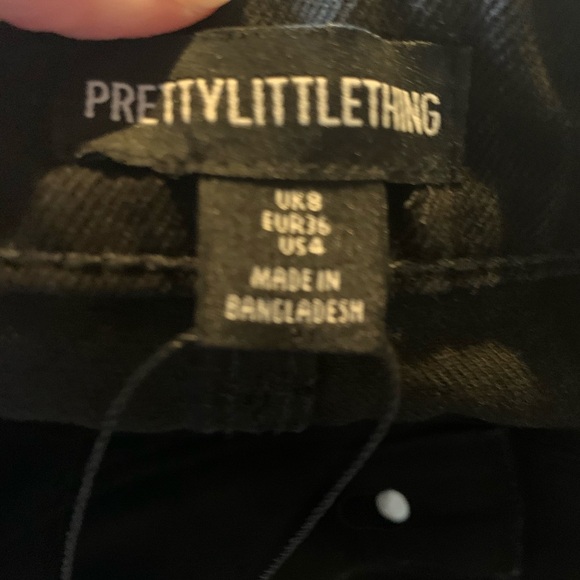 PRETTYLITTLETHING
UK8
EUR36
US4
MADE IN
BANGLADESH